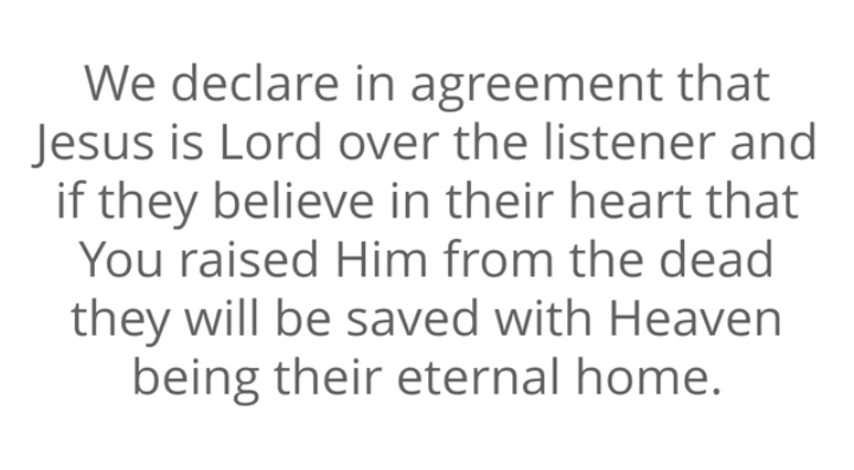 We declare in agreement that
Jesus is Lord over the listener and
if they believe in their heart that
You raised Him from the dead
they will be saved with Heaven
being their eternal home.